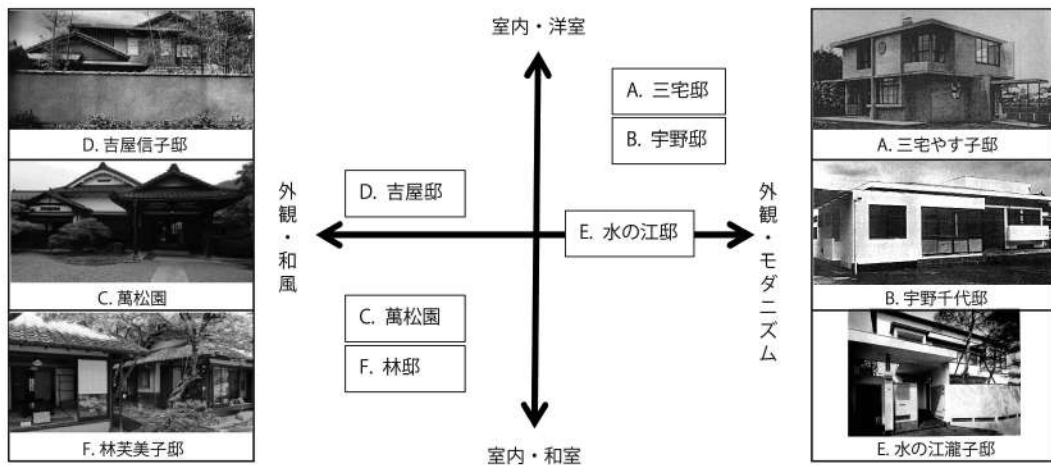 室内・洋室
D. 吉屋信子邸
C. 萬松園
F. 林芙美子邸
外観・和風
A. 三宅邸
B. 宇野邸
D. 吉屋邸
E. 水の江邸
C. 萬松園
F. 林邸
外観・モダニズム
A. 三宅やす子邸
B. 宇野千代邸
E. 水の江瀧子邸
室内・和室